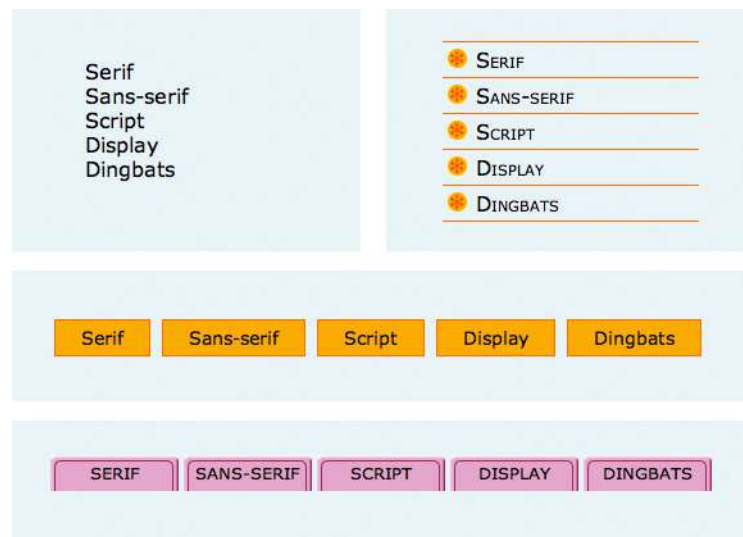 Serif
Sans-serif
Script
Display
Dingbats
SERIF
SANS-SERIF
SCRIPT
DISPLAY
DINGBATS
Serif Sans-serif Script Display Dingbats
SERIF SANS-SERIF SCRIPT DISPLAY DINGBATS